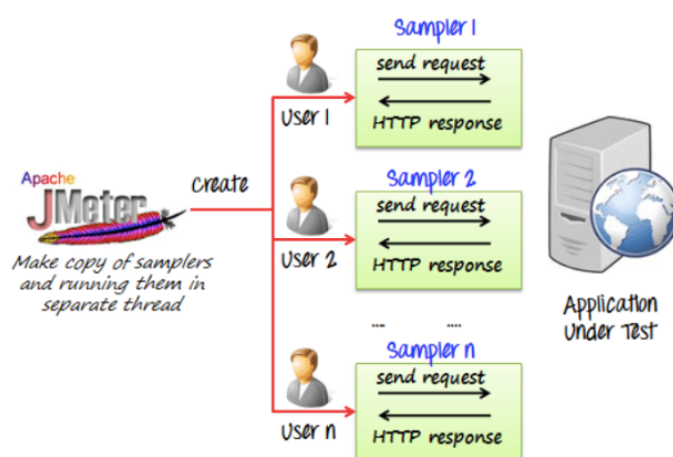 Sampler 1
send request
HTTP response
User 1
Apache
JMeter
Make copy of samplers
and running them in
separate thread
Create
Sampler 2
send request
HTTP response
User 2
.... ....
Sampler n
send request
HTTP response
User n
Application
Under Test